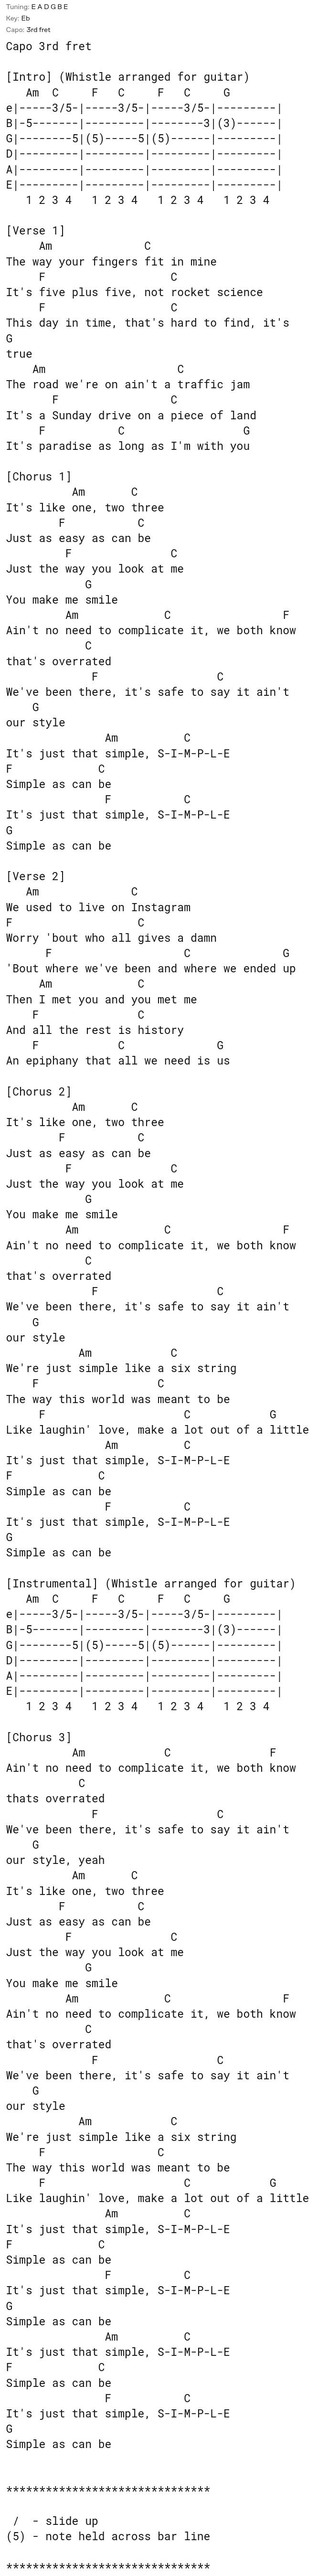 Tuning: E A D G B E
Key: Eb
Capo: 3rd fret
Capo 3rd fret

[Intro] (Whistle arranged for guitar)
   Am  C     F   C     F   C     G
e|-----3/5-|-----3/5-|-----3/5-|---------|
B|-5-------|---------|--------3|(3)------|
G|--------5|(5)-----5|(5)------|---------|
D|---------|---------|---------|---------|
A|---------|---------|---------|---------|
E|---------|---------|---------|---------|
   1 2 3 4   1 2 3 4   1 2 3 4   1 2 3 4

[Verse 1]
     Am              C
The way your fingers fit in mine
     F                   C
It's five plus five, not rocket science
     F                   C
This day in time, that's hard to find, it's
G
true
    Am                    C
The road we're on ain't a traffic jam
       F                 C
It's a Sunday drive on a piece of land
     F           C                  G
It's paradise as long as I'm with you

[Chorus 1]
          Am       C
It's like one, two three
        F           C
Just as easy as can be
         F               C
Just the way you look at me
            G
You make me smile
         Am             C                 F
Ain't no need to complicate it, we both know
            C
that's overrated
             F                  C
We've been there, it's safe to say it ain't
    G
our style
               Am          C
It's just that simple, S-I-M-P-L-E
F             C
Simple as can be
               F           C
It's just that simple, S-I-M-P-L-E
G
Simple as can be

[Verse 2]
   Am              C
We used to live on Instagram
F                   C
Worry 'bout who all gives a damn
      F                    C              G
'Bout where we've been and where we ended up
     Am             C
Then I met you and you met me
    F               C
And all the rest is history
    F            C              G
An epiphany that all we need is us

[Chorus 2]
          Am       C
It's like one, two three
        F           C
Just as easy as can be
         F               C
Just the way you look at me
            G
You make me smile
         Am             C                 F
Ain't no need to complicate it, we both know
            C
that's overrated
             F                  C
We've been there, it's safe to say it ain't
    G
our style
           Am            C
We're just simple like a six string
    F                  C
The way this world was meant to be
     F                     C            G
Like laughin' love, make a lot out of a little
               Am          C
It's just that simple, S-I-M-P-L-E
F             C
Simple as can be
               F           C
It's just that simple, S-I-M-P-L-E
G
Simple as can be

[Instrumental] (Whistle arranged for guitar)
   Am  C     F   C     F   C     G
e|-----3/5-|-----3/5-|-----3/5-|---------|
B|-5-------|---------|--------3|(3)------|
G|--------5|(5)-----5|(5)------|---------|
D|---------|---------|---------|---------|
A|---------|---------|---------|---------|
E|---------|---------|---------|---------|
   1 2 3 4   1 2 3 4   1 2 3 4   1 2 3 4

[Chorus 3]
          Am            C               F
Ain't no need to complicate it, we both know
           C
thats overrated
             F                  C
We've been there, it's safe to say it ain't
    G
our style, yeah
          Am       C
It's like one, two three
        F           C
Just as easy as can be
         F               C
Just the way you look at me
            G
You make me smile
         Am             C                 F
Ain't no need to complicate it, we both know
            C
that's overrated
             F                  C
We've been there, it's safe to say it ain't
    G
our style
           Am            C
We're just simple like a six string
     F                 C
The way this world was meant to be
     F                     C            G
Like laughin' love, make a lot out of a little
               Am          C
It's just that simple, S-I-M-P-L-E
F             C
Simple as can be
               F           C
It's just that simple, S-I-M-P-L-E
G
Simple as can be
               Am          C
It's just that simple, S-I-M-P-L-E
F             C
Simple as can be
               F           C
It's just that simple, S-I-M-P-L-E
G
Simple as can be


*******************************

 /  - slide up
(5) - note held across bar line

*******************************